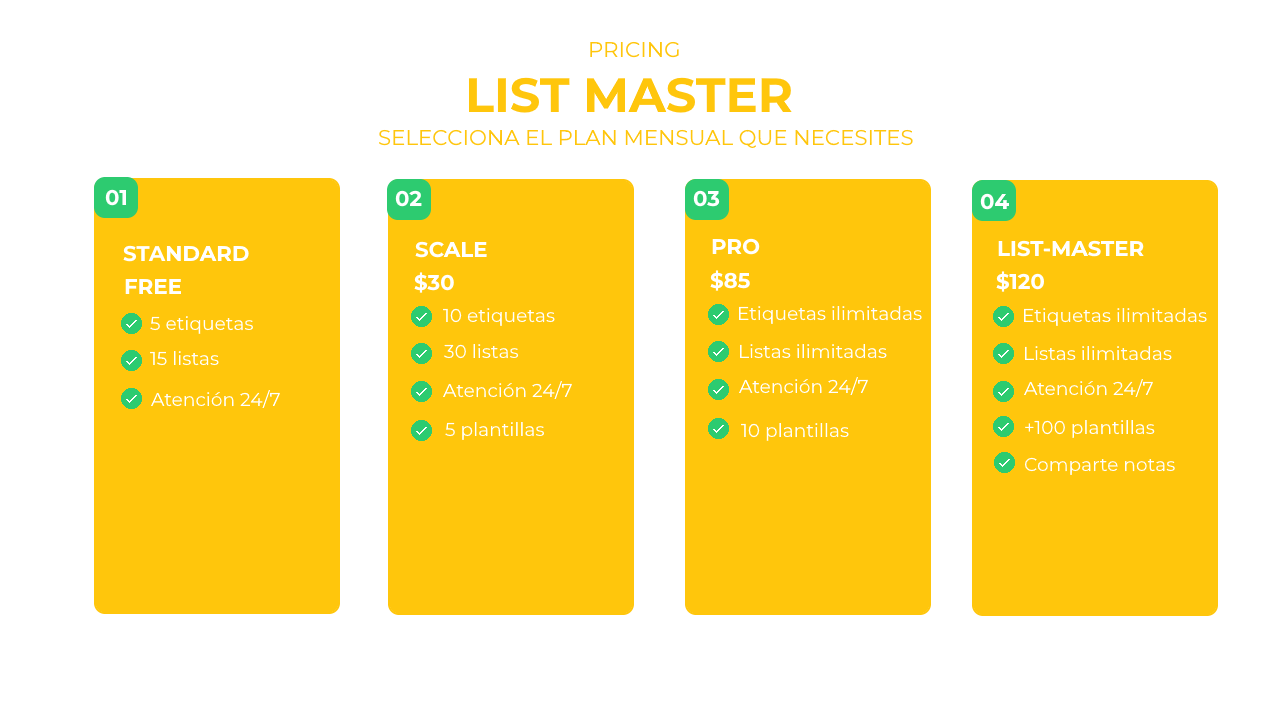 PRICING
LIST MASTER
SELECCIONA EL PLAN MENSUAL QUE NECESITES
01
STANDARD
FREE
5 etiquetas
15 listas
Atención 24/7
02
SCALE
$30
10 etiquetas
30 listas
Atención 24/7
5 plantillas
03
PRO
$85
Etiquetas ilimitadas
Listas ilimitadas
Atención 24/7
10 plantillas
04
LIST-MASTER
$120
Etiquetas ilimitadas
Listas ilimitadas
Atención 24/7
+100 plantillas
Comparte notas